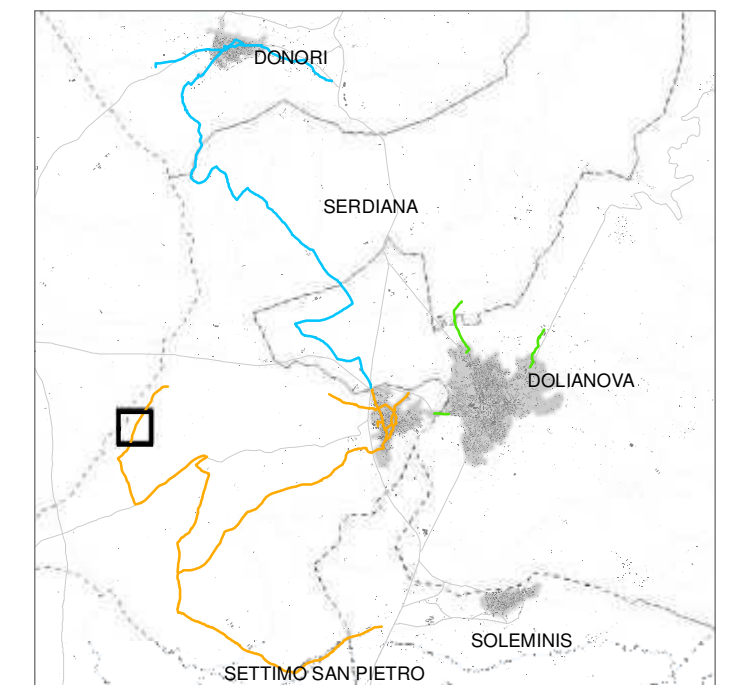 DONORI
SERDIANA
DOLIANOVA
SOLEMINIS
SETTIMO SAN PIETRO